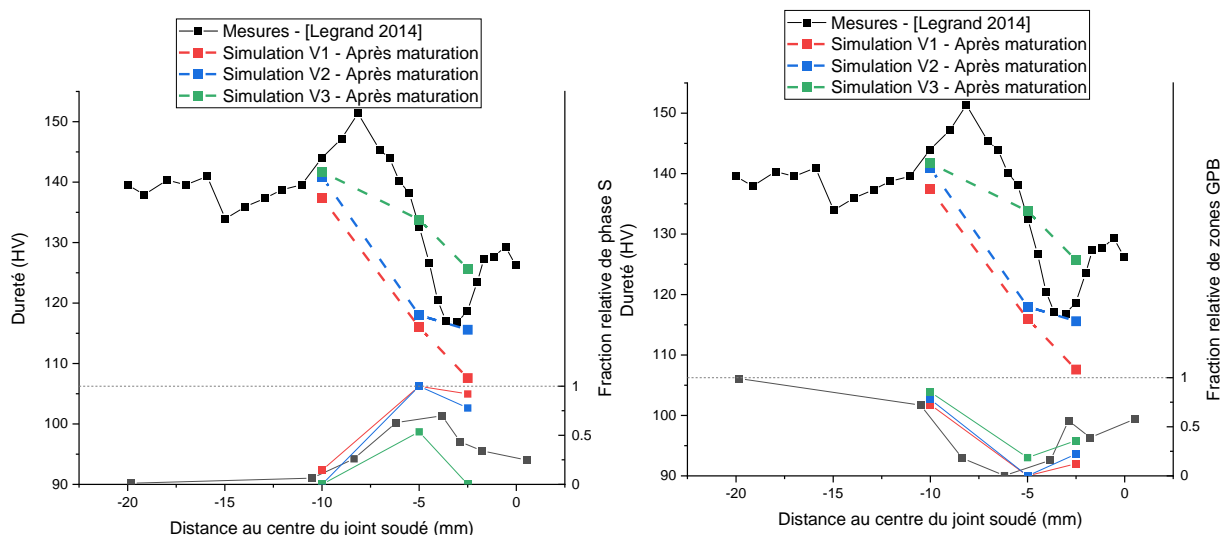 Mesures - [Legrand 2014]
Simulation V1 - Après maturation
Simulation V2 - Après maturation
Simulation V3 - Après maturation
150
140
130
120
110
100
90
Dureté (HV)
1
0.5
0
Fraction relative de phase S
-20
-15
-10
-5
0
Distance au centre du joint soudé (mm)
Mesures - [Legrand 2014]
Simulation V1 - Après maturation
Simulation V2 - Après maturation
Simulation V3 - Après maturation
150
140
130
120
110
100
90
Dureté (HV)
1
0.5
0
Fraction relative de zones GPB
-20
-15
-10
-5
0
Distance au centre du joint soudé (mm)